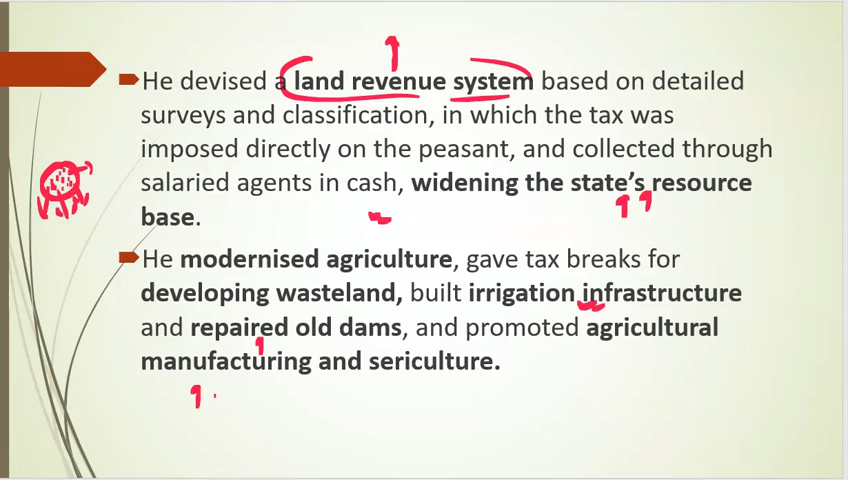 He devised a land revenue system based on detailed
surveys and classification, in which the tax was
imposed directly on the peasant, and collected through
salaried agents in cash, widening the state’s resource
base.
He modernised agriculture, gave tax breaks for
developing wasteland, built irrigation infrastructure
and repaired old dams, and promoted agricultural
manufacturing and sericulture.